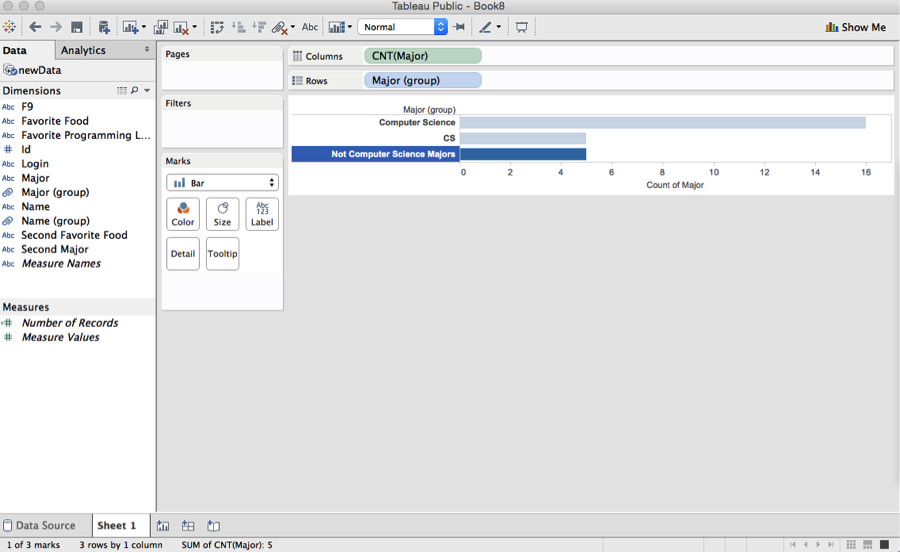 Tableau Public - Book8
Normal
Abc
Show Me
Data
Analytics
newData
Dimensions
Abc F9
Abc Favorite Food
Abc Favorite Programming L...
# Id
Abc Login
Abc Major
Major (group)
Abc Name
Name (group)
Abc Second Favorite Food
Abc Second Major
Abc Measure Names
Measures
# Number of Records
# Measure Values
Pages
Filters
Marks
Bar
Color
Size
Abc
123
Label
Detail
Tooltip
Columns
CNT(Major)
Rows
Major (group)
Major (group)
Computer Science
CS
Not Computer Science Majors
0 2 4 6 8 10 12 14 16
Count of Major
Data Source
Sheet 1
1 of 3 marks 3 rows by 1 column SUM of CNT(Major): 5